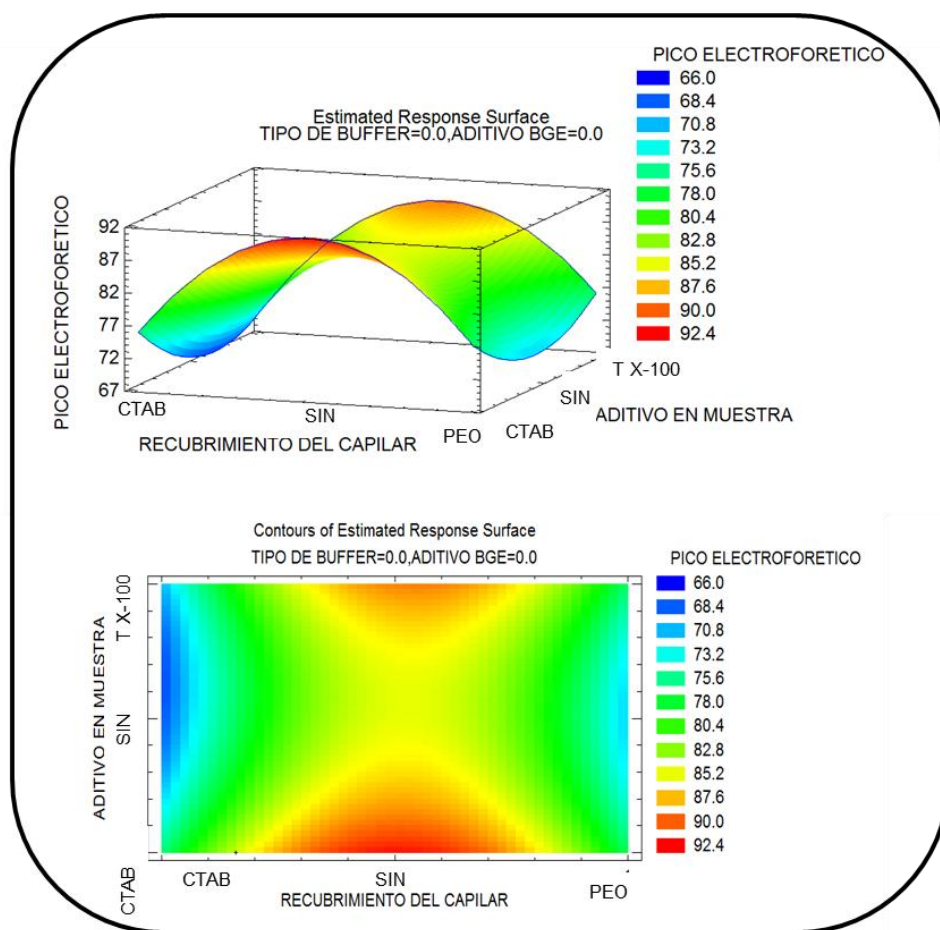 PICO ELECTROFORETICO
66.0
68.4
70.8
73.2
75.6
78.0
80.4
82.8
85.2
87.6
90.0
92.4
Estimated Response Surface
TIPO DE BUFFER=0.0,ADITIVO BGE=0.0
PICO ELECTROFORETICO
92
87
82
77
72
67
CTAB
SIN
PEO
RECUBRIMIENTO DEL CAPILAR
CTAB
SIN
T X-100
ADITIVO EN MUESTRA
Contours of Estimated Response Surface
TIPO DE BUFFER=0.0,ADITIVO BGE=0.0
PICO ELECTROFORETICO
66.0
68.4
70.8
73.2
75.6
78.0
80.4
82.8
85.2
87.6
90.0
92.4
ADITIVO EN MUESTRA
T X-100
SIN
CTAB
CTAB
SIN
PEO
RECUBRIMIENTO DEL CAPILAR